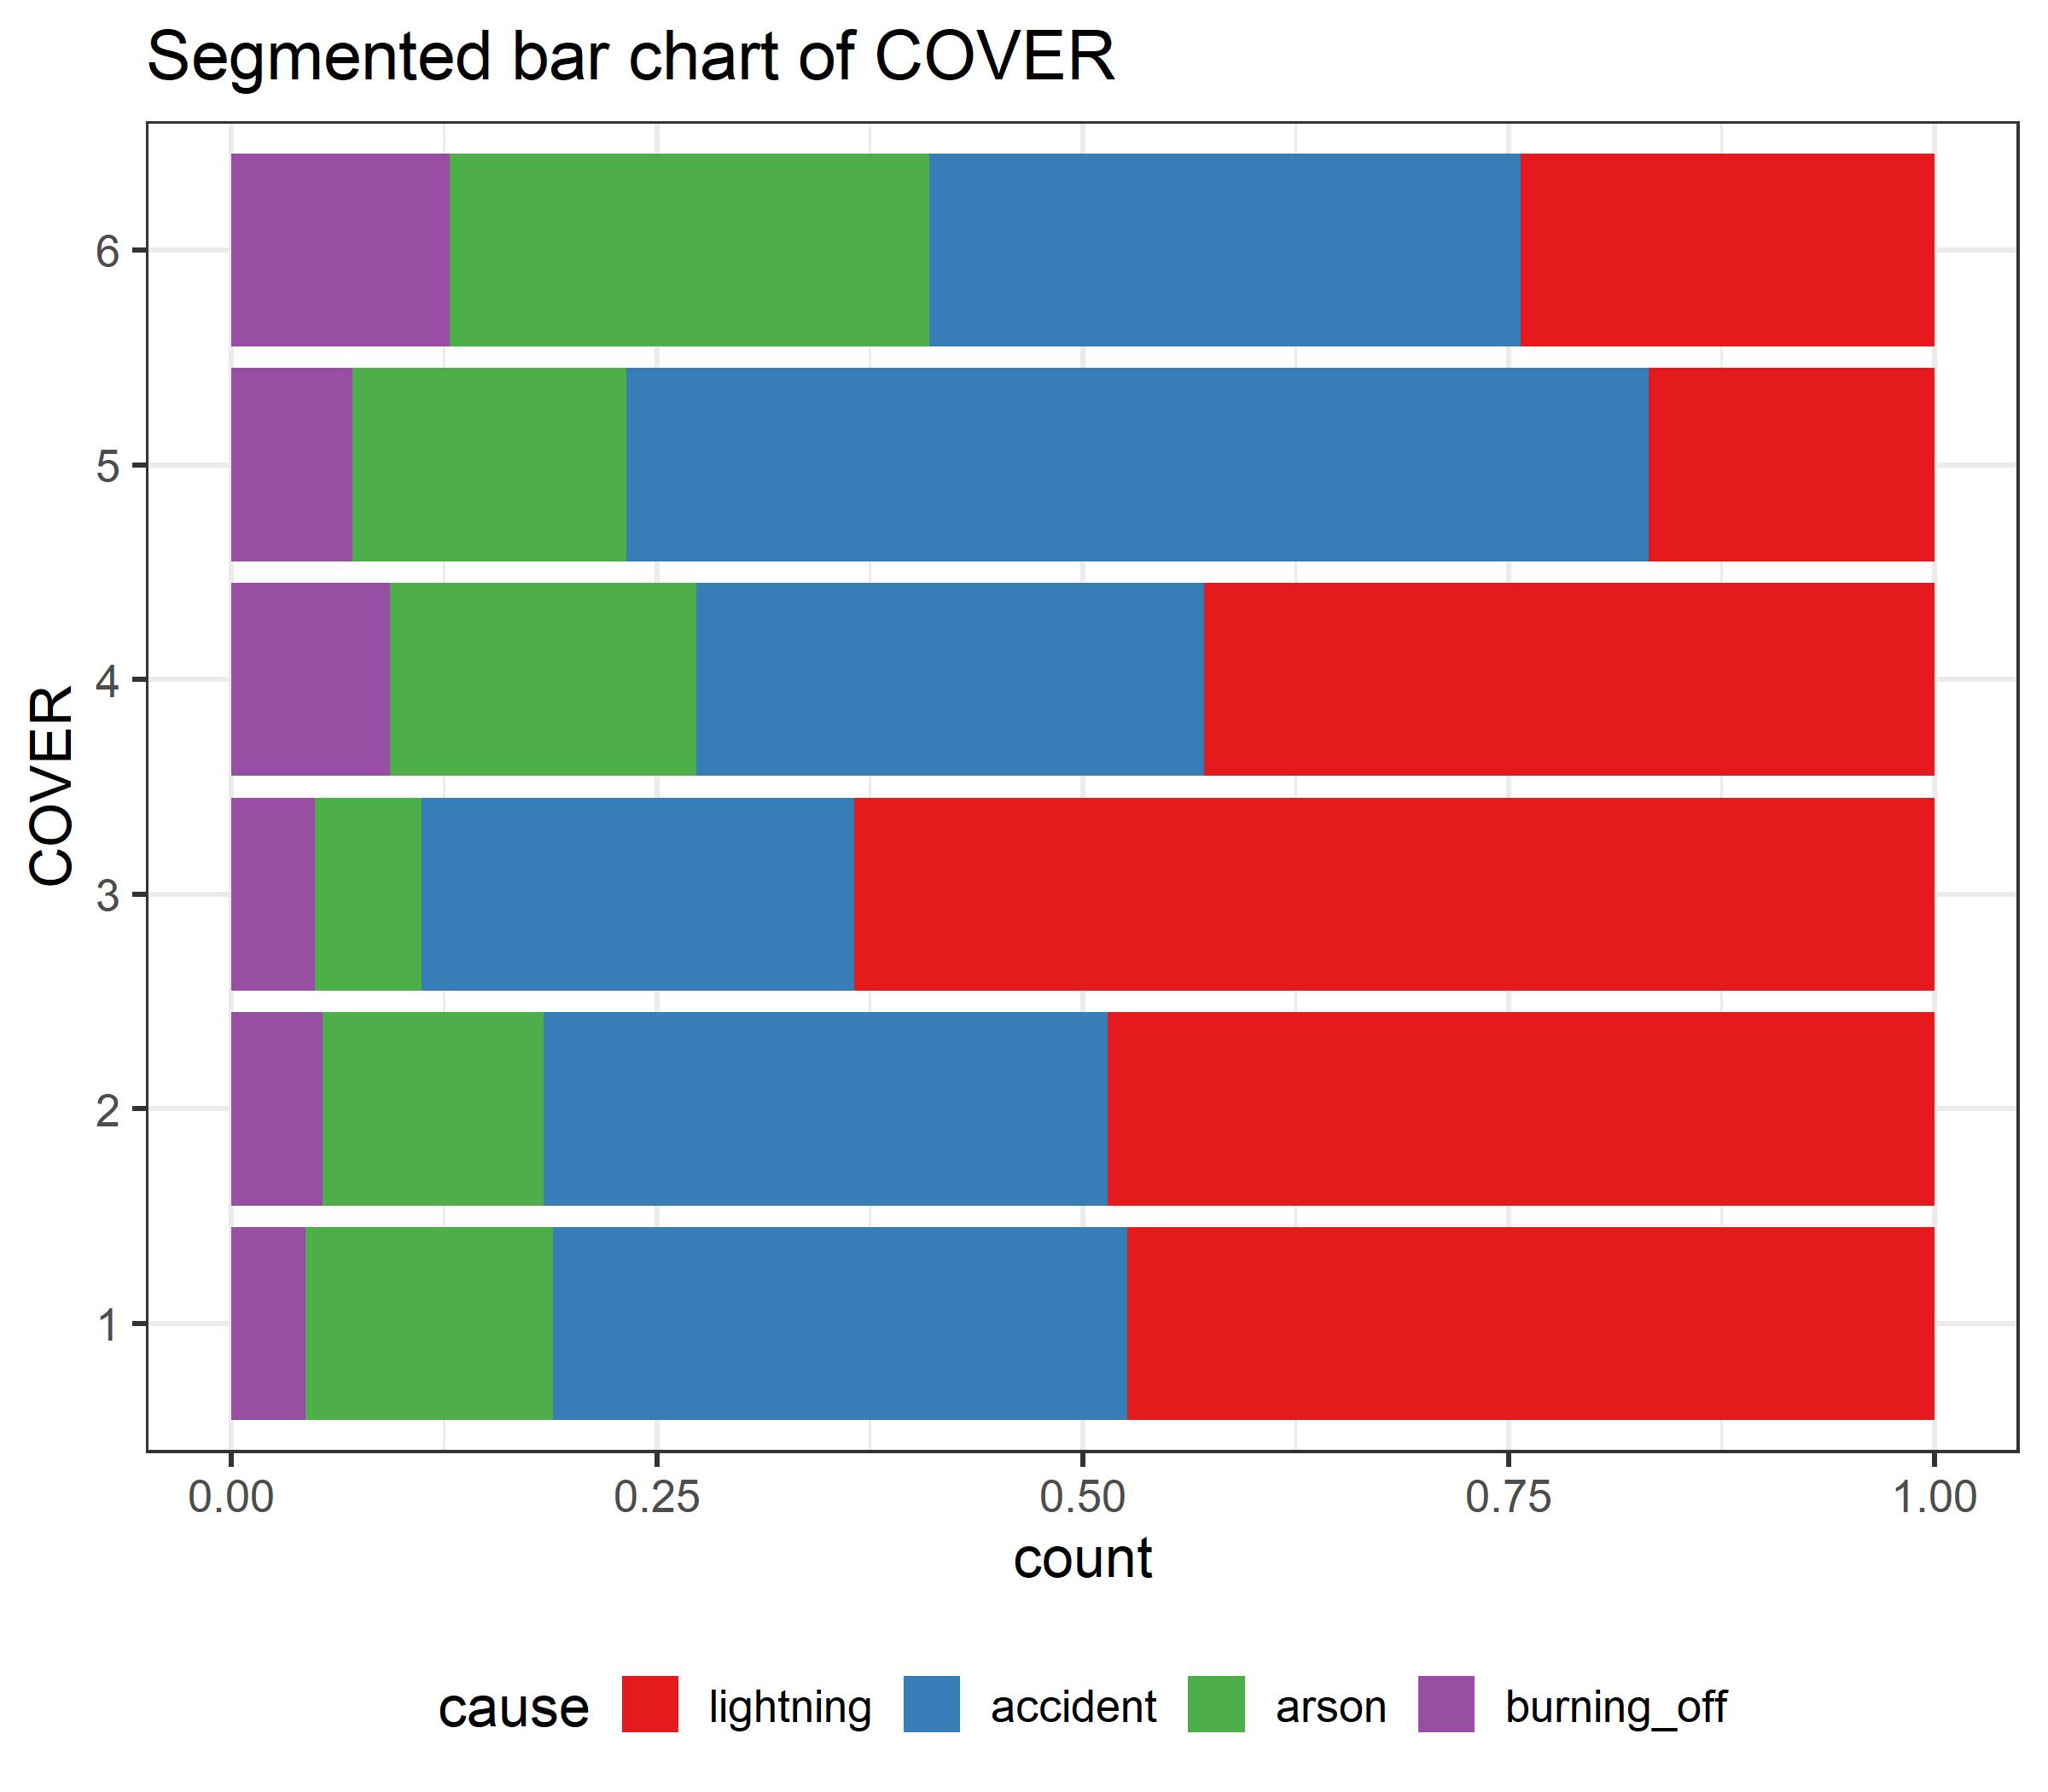 Segmented bar chart of COVER
COVER
6
5
4
3
2
1
0.00 0.25 0.50 0.75 1.00
count
cause lightning accident arson burning_off